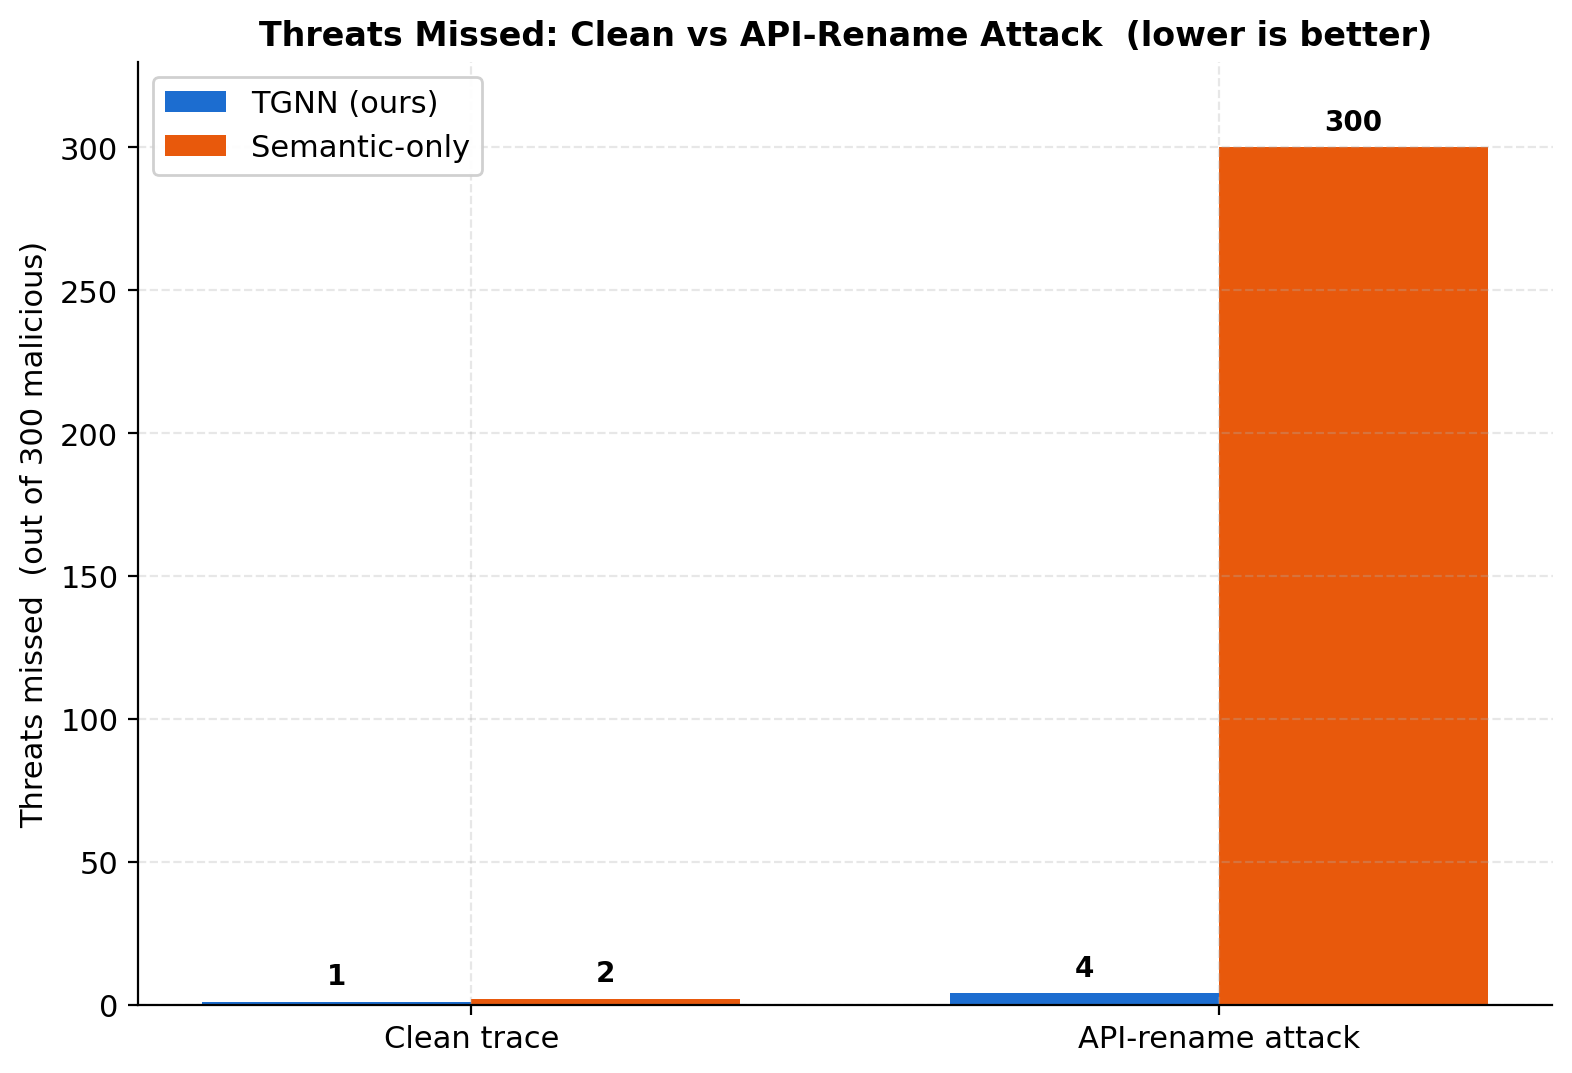 Threats Missed: Clean vs API-Rename Attack  (lower is better)
TGNN (ours)
Semantic-only
Threats missed  (out of 300 malicious)
300
250
200
150
100
50
0
1
2
4
300
Clean trace
API-rename attack